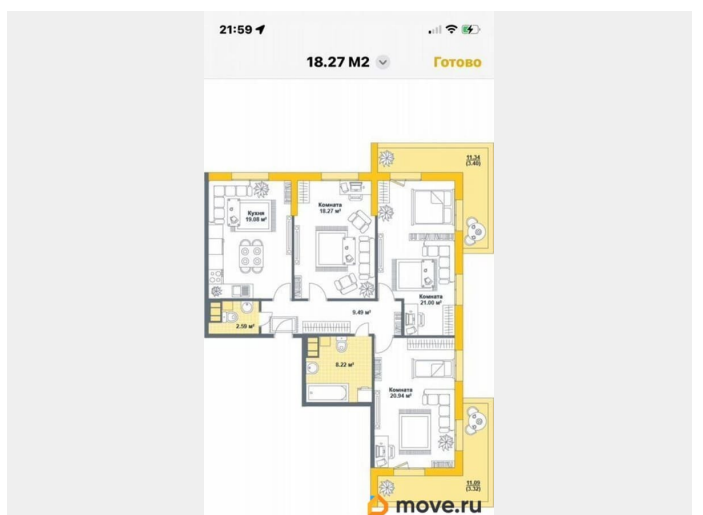 21:59
18.27 М2
Готово
11.34
(3.40)
Кухня
19.08 м²
Комната
18.27 м²
Комната
21.00 м²
9.49 м²
2.59 м²
8.22 м²
Комната
20.94 м²
11.09
(3.32)
move.ru